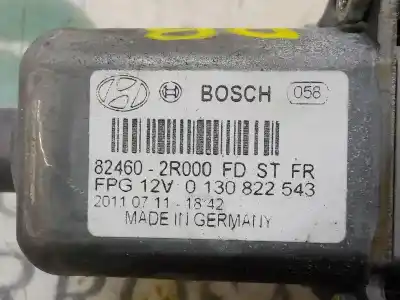 BOSCH 058
82460-2R000 FD ST FR
FPG 12V 0 130 822 543
2011 07 11 - 18:42
MADE IN GERMANY